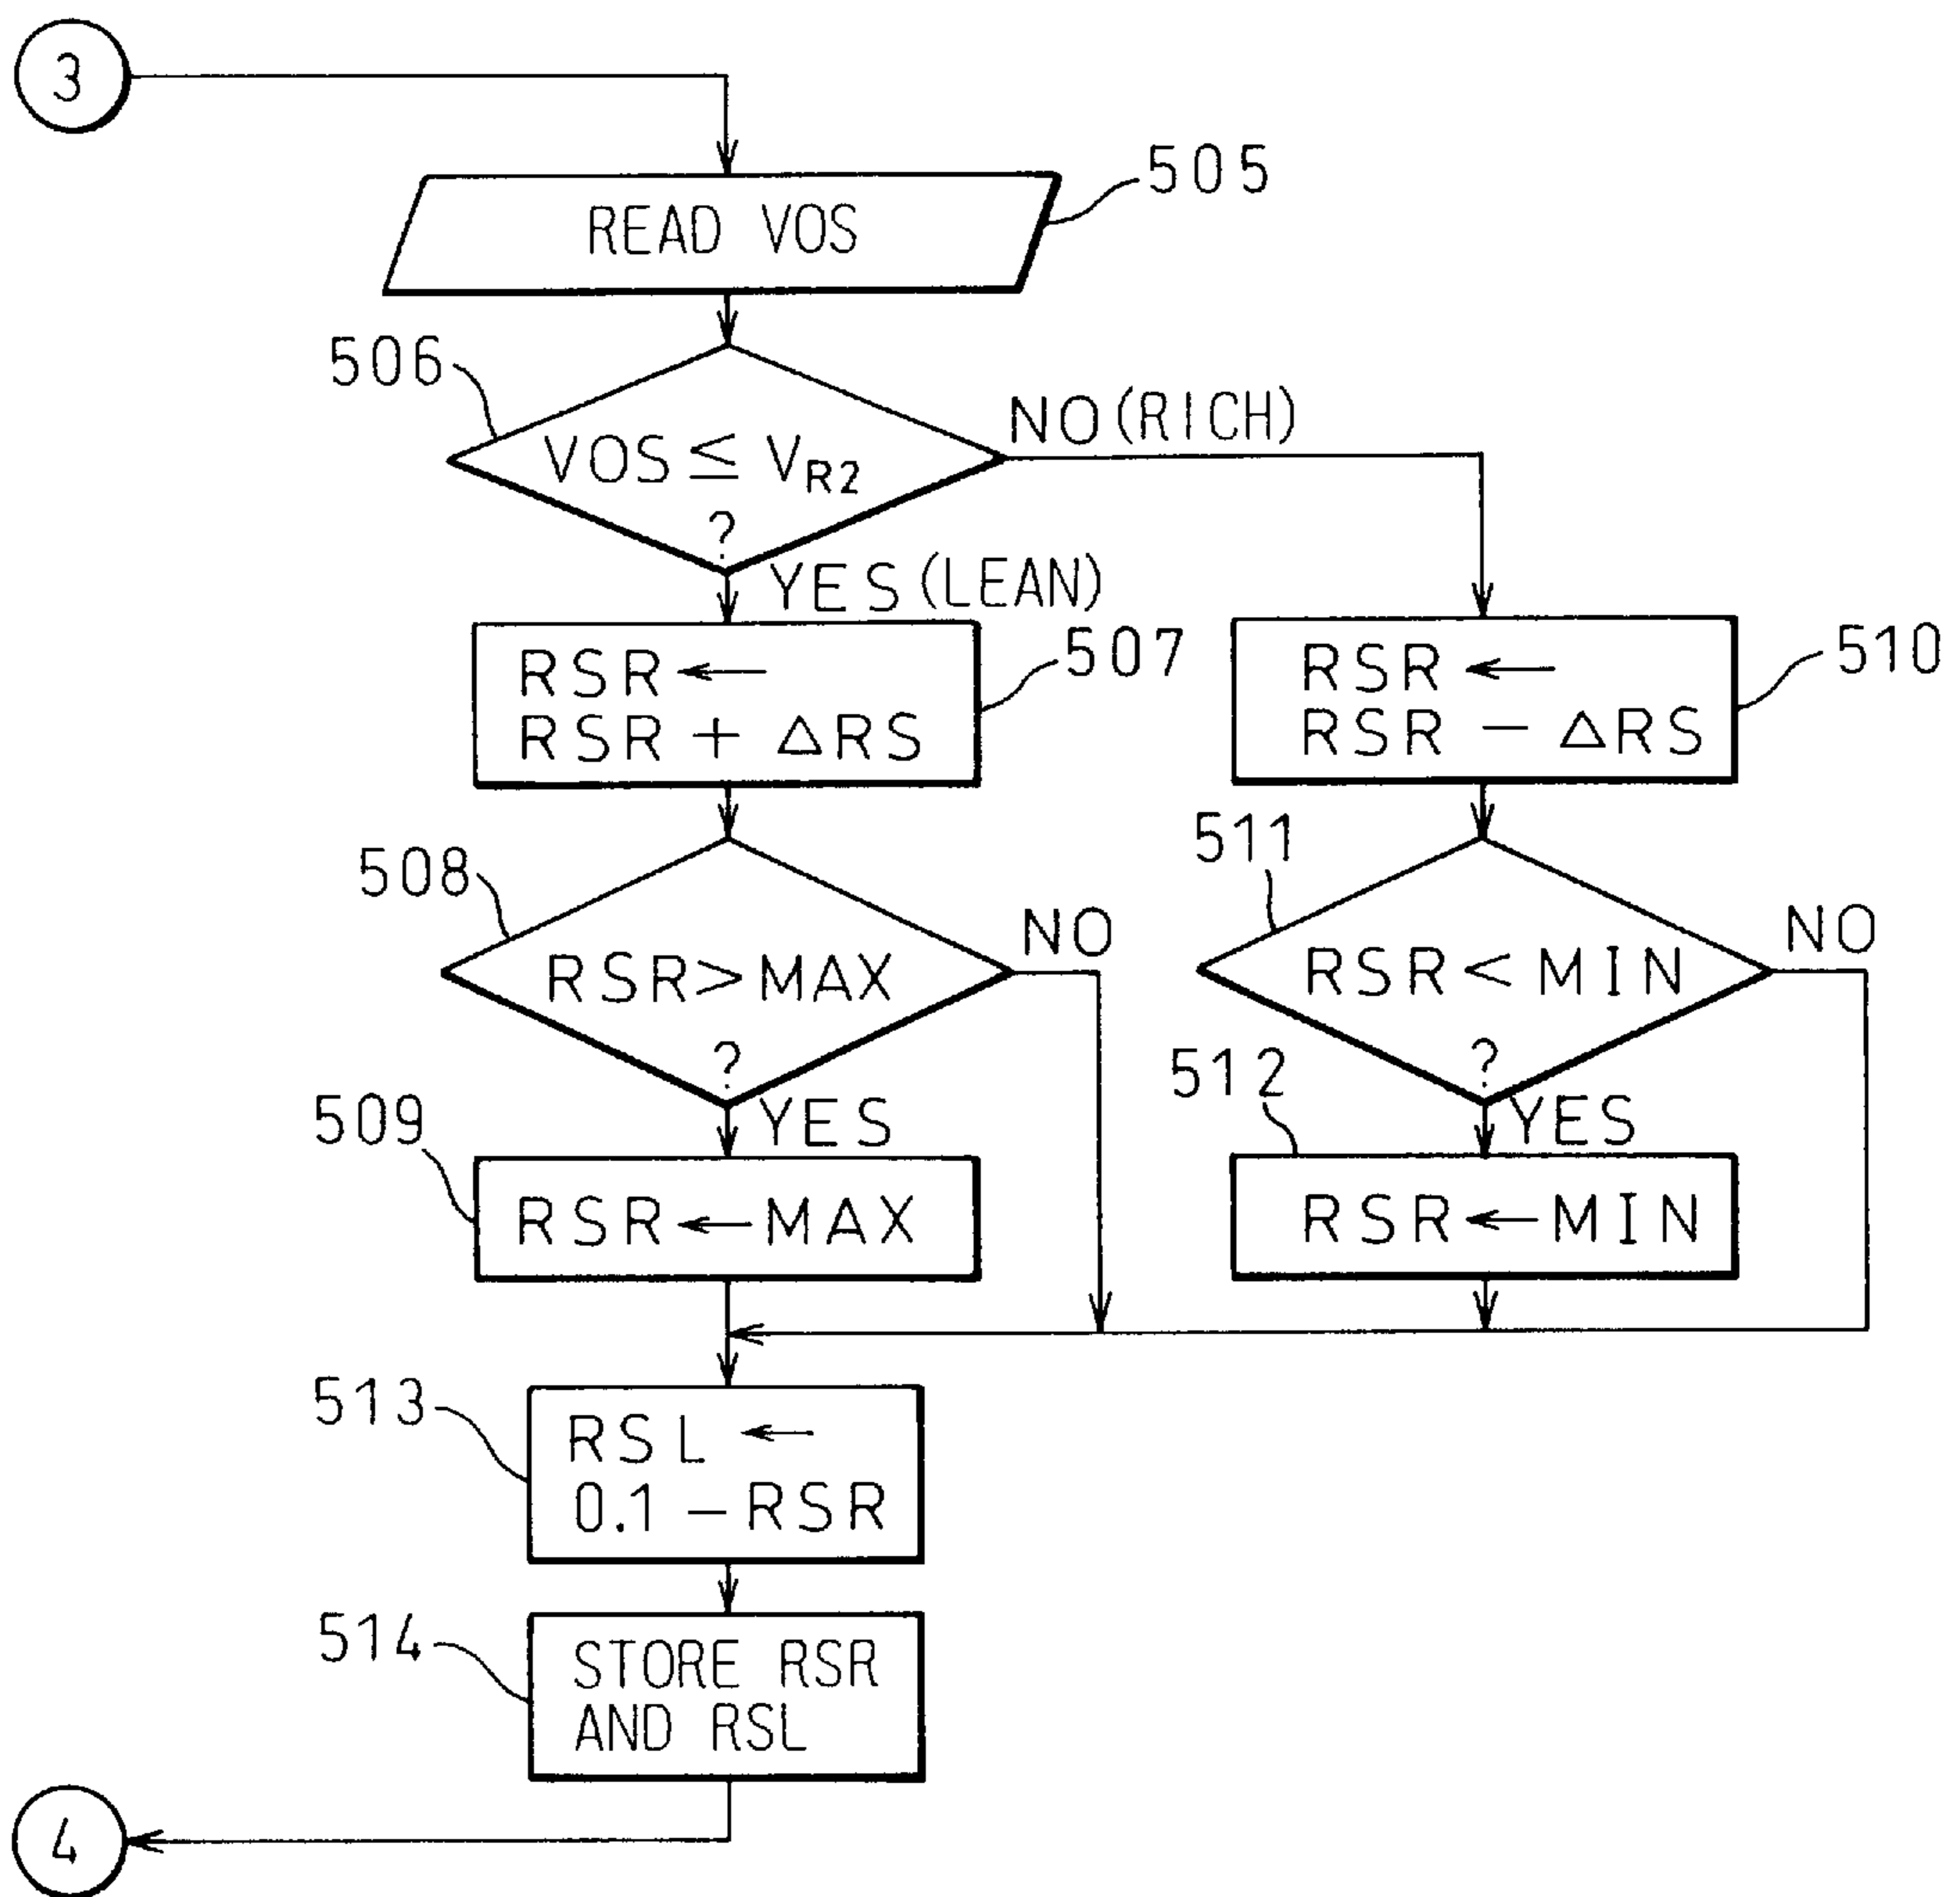 3
READ VOS
505
506
VOS ≦ VR2
?
NO (RICH)
YES (LEAN)
RSR ←
RSR + △RS
507
RSR ←
RSR − △RS
510
508
RSR > MAX
?
NO
YES
511
RSR < MIN
?
NO
YES
509
RSR ← MAX
512
RSR ← MIN
513
RSL ←
0.1 − RSR
514
STORE RSR
AND RSL
4